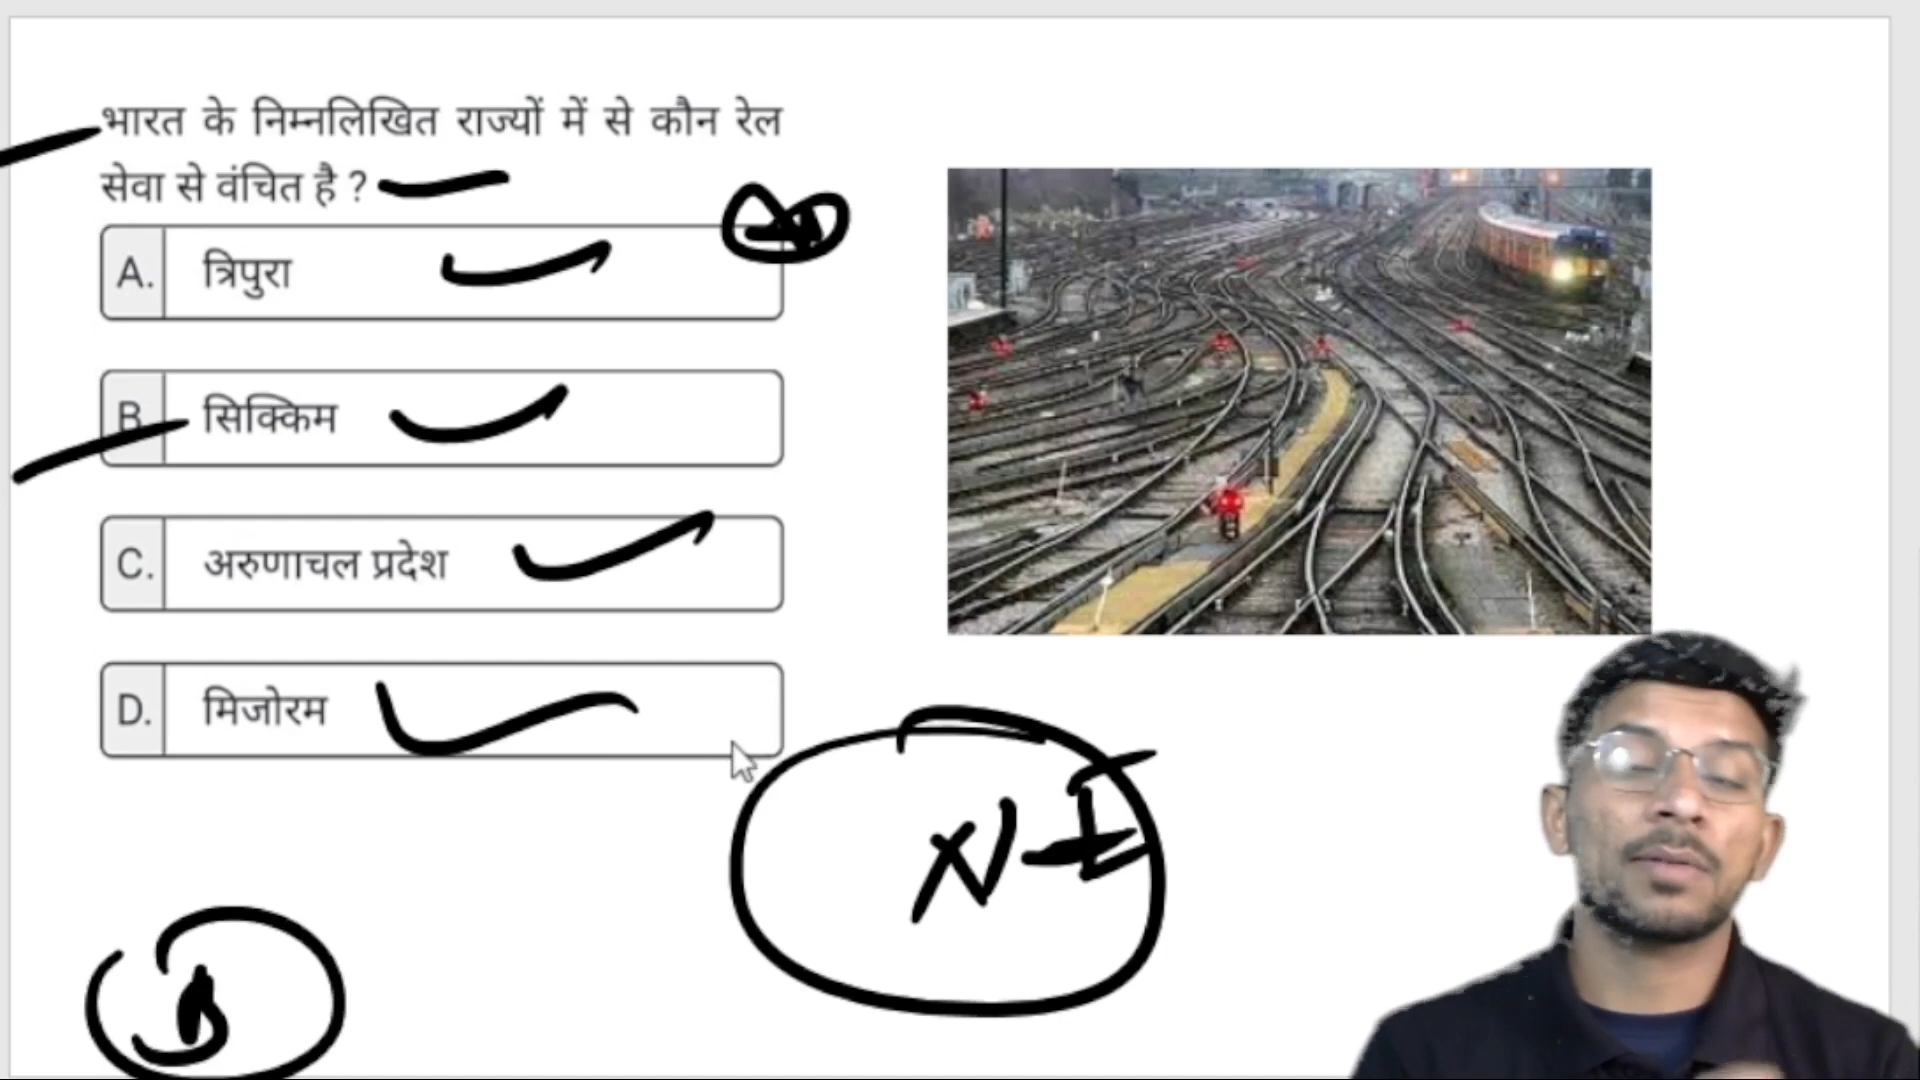 भारत के निम्नलिखित राज्यों में से कौन रेल
सेवा से वंचित है ?
A. त्रिपुरा
B. सिक्किम
C. अरुणाचल प्रदेश
D. मिजोरम